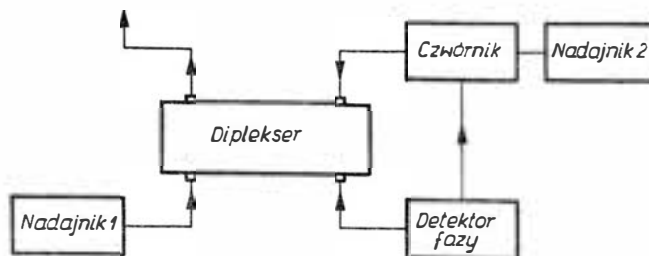 Czwórnik
Nadajnik 2
Diplekser
Nadajnik 1
Detektor
fazy